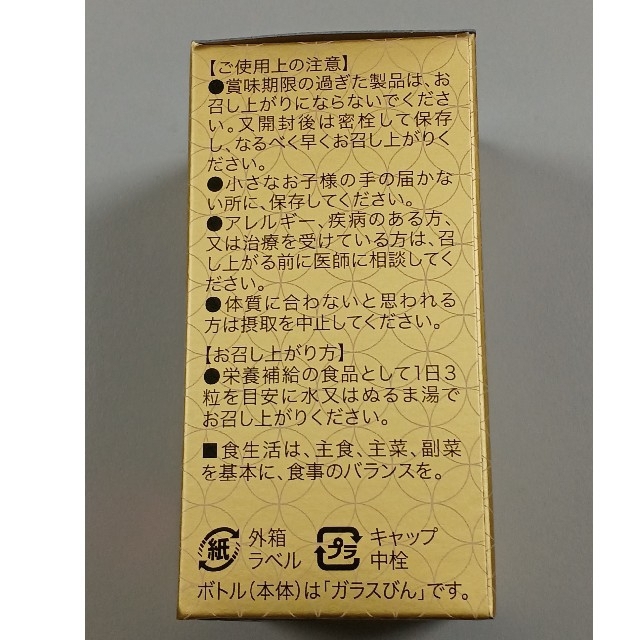 【ご使用上の注意】
●賞味期限の過ぎた製品は、お
召し上がりにならないでくださ
い。又開封後は密栓して保存
し、なるべく早くお召し上がりく
ださい。
●小さなお子様の手の届かな
い所に、保存してください。
●アレルギー、疾病のある方、
又は治療を受けている方は、召
し上がる前に医師に相談してく
ださい。
●体質に合わないと思われる
方は摂取を中止してください。
【お召し上がり方】
●栄養補給の食品として1日3
粒を目安に水又はぬるま湯で
お召し上がりください。
■食生活は、主食、主菜、副菜
を基本に、食事のバランスを。
紙 外箱
ラベル
プラ キャップ
中栓
ボトル(本体)は「ガラスびん」です。